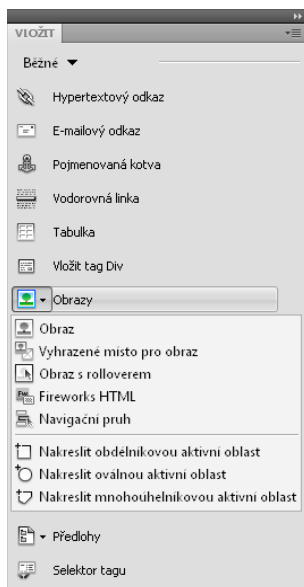 VLOŽIT
Běžné
Hypertextový odkaz
E-mailový odkaz
Pojmenovaná kotva
Vodorovná linka
Tabulka
Vložit tag Div
Obrazy
Obraz
Vyhrazené místo pro obraz
Obraz s rolloverem
Fireworks HTML
Navigační pruh
Nakreslit obdélníkovou aktivní oblast
Nakreslit oválnou aktivní oblast
Nakreslit mnohoúhelníkovou aktivní oblast
Předlohy
Selektor tagu